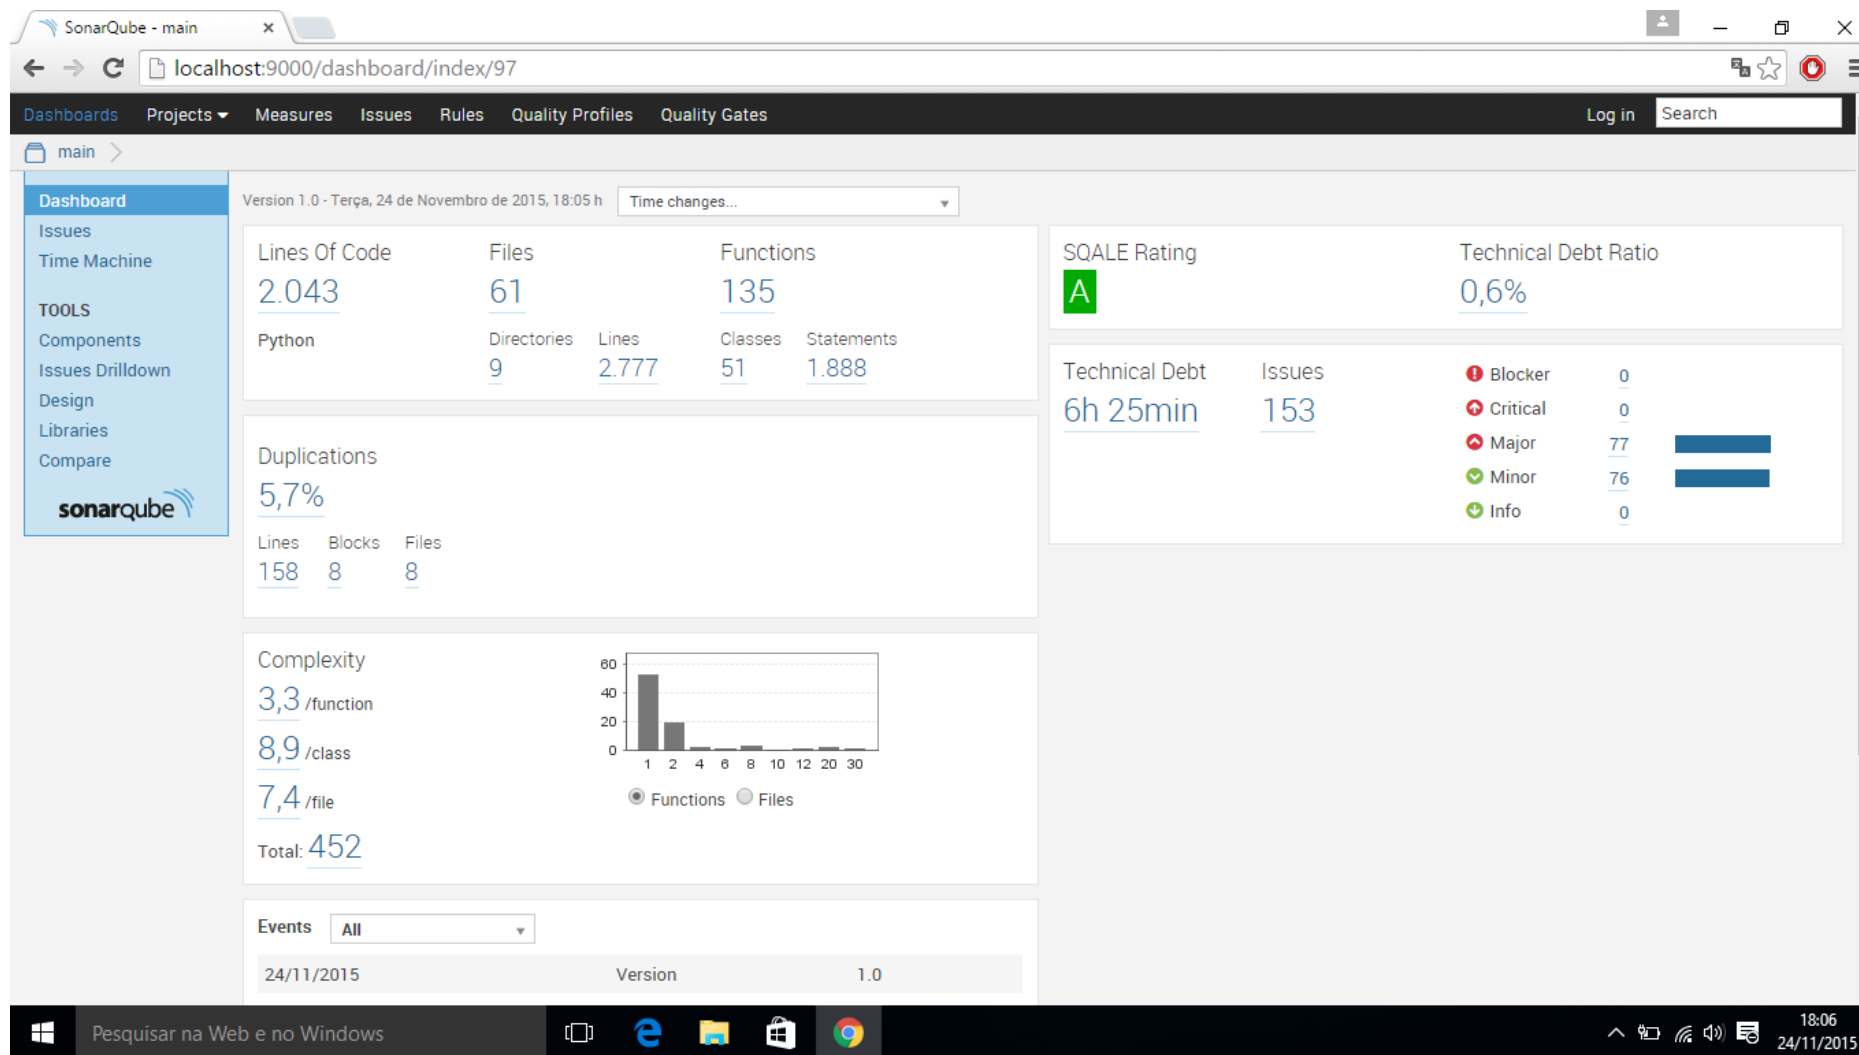 SonarQube - main
localhost:9000/dashboard/index/97
Dashboards Projects Measures Issues Rules Quality Profiles Quality Gates Log in Search
main
Dashboard
Issues
Time Machine
TOOLS
Components
Issues Drilldown
Design
Libraries
Compare
sonarqube
Version 1.0 - Terça, 24 de Novembro de 2015, 18:05 h Time changes...
Lines Of Code Files Functions
2.043 61 135
Python Directories Lines Classes Statements
9 2.777 51 1.888
Duplications
5,7%
Lines Blocks Files
158 8 8
Complexity
3,3 /function
8,9 /class
7,4 /file
Total: 452
60
40
20
0
1 2 4 6 8 10 12 20 30
Functions Files
Events All
24/11/2015 Version 1.0
SQALE Rating Technical Debt Ratio
A 0,6%
Technical Debt Issues
6h 25min 153
Blocker 0
Critical 0
Major 77
Minor 76
Info 0
Pesquisar na Web e no Windows
18:06
24/11/2015